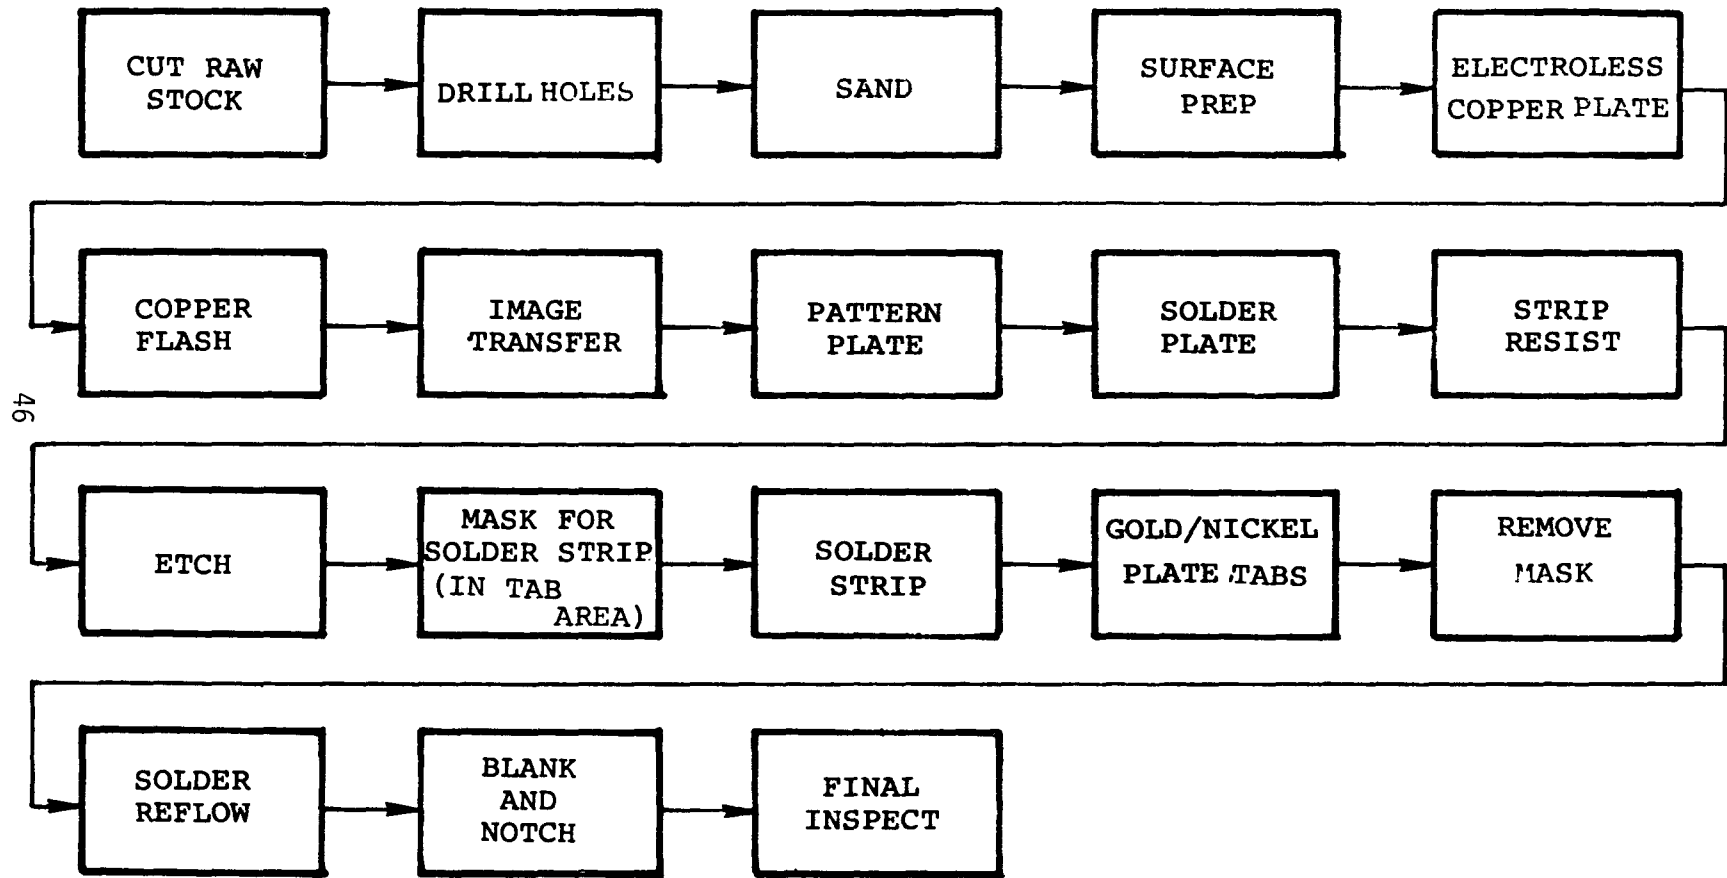 CUT RAW
STOCK
DRILL HOLES
SAND
SURFACE
PREP
ELECTROLESS
COPPER PLATE
COPPER
FLASH
IMAGE
TRANSFER
PATTERN
PLATE
SOLDER
PLATE
STRIP
RESIST
46
ETCH
MASK FOR
SOLDER STRIP
(IN TAB
AREA)
SOLDER
STRIP
GOLD/NICKEL
PLATE TABS
REMOVE
MASK
SOLDER
REFLOW
BLANK
AND
NOTCH
FINAL
INSPECT